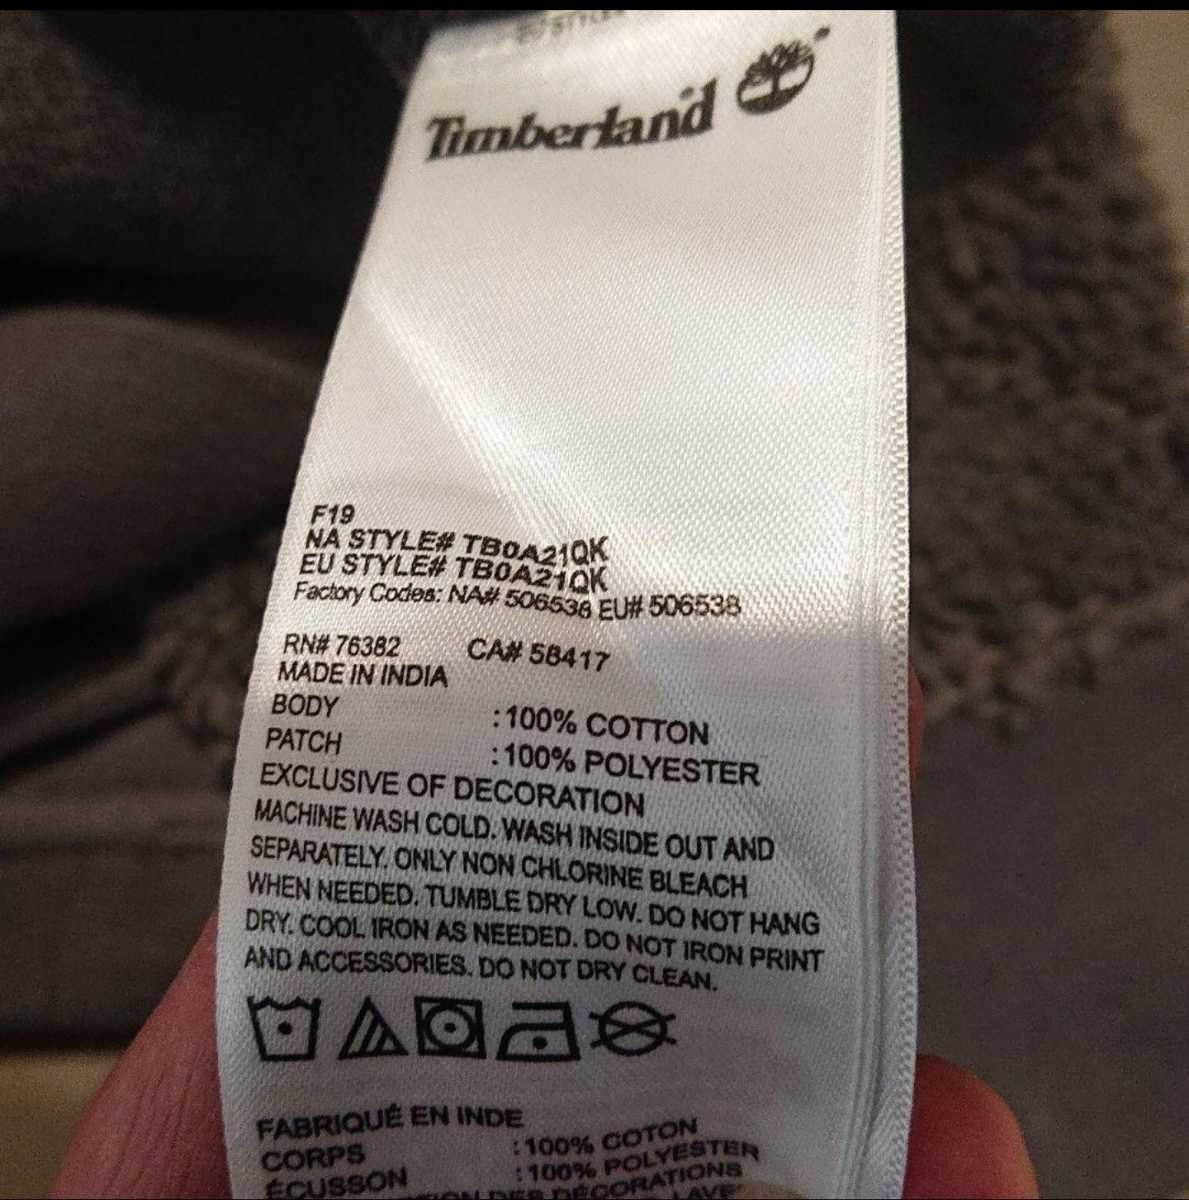 Timberland
F19
NA STYLE# TB0A21QK
EU STYLE# TB0A21QK
Factory Codes: NA# 506538 EU# 506538
RN# 76382 CA# 58417
MADE IN INDIA
BODY :100% COTTON
PATCH :100% POLYESTER
EXCLUSIVE OF DECORATION
MACHINE WASH COLD. WASH INSIDE OUT AND
SEPARATELY. ONLY NON CHLORINE BLEACH
WHEN NEEDED. TUMBLE DRY LOW. DO NOT HANG
DRY. COOL IRON AS NEEDED. DO NOT IRON PRINT
AND ACCESSORIES. DO NOT DRY CLEAN.
FABRIQUÉ EN INDE
CORPS :100% COTON
ÉCUSSON :100% POLYESTER
DES DÉCORATIONS